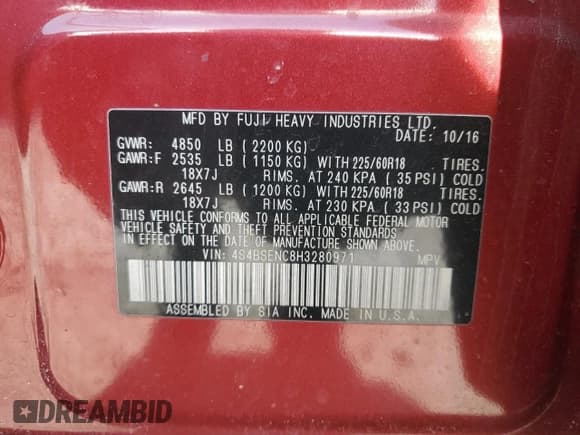 MFD BY FUJI HEAVY INDUSTRIES LTD.
DATE: 10/16
GVWR: 4850 LB ( 2200 KG)
GAWR:F 2535 LB ( 1150 KG) WITH 225/60R18 TIRES.
18X7J RIMS. AT 240 KPA ( 35 PSI) COLD
GAWR:R 2645 LB ( 1200 KG) WITH 225/60R18 TIRES.
18X7J RIMS. AT 230 KPA ( 33 PSI) COLD
THIS VEHICLE CONFORMS TO ALL APPLICABLE FEDERAL MOTOR
VEHICLE SAFETY AND THEFT PREVENTION STANDARDS
IN EFFECT ON THE DATE OF MANUFACTURE SHOWN ABOVE.
VIN: 4S4BSENC8H3280971 MPV
ASSEMBLED BY SIA INC. MADE IN U.S.A.
DREAMBID